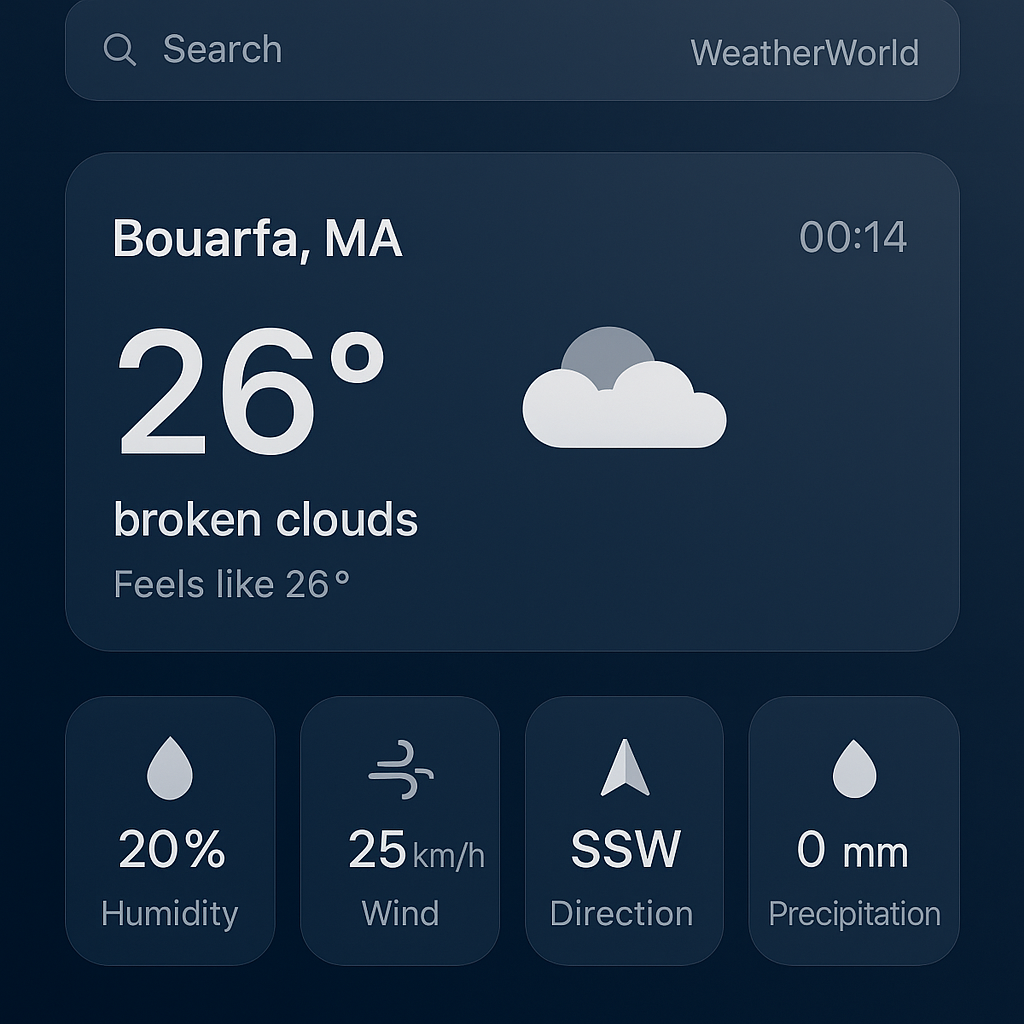 Search
WeatherWorld
Bouarfa, MA
00:14
26°
broken clouds
Feels like 26°
20%
Humidity
25 km/h
Wind
SSW
Direction
0 mm
Precipitation